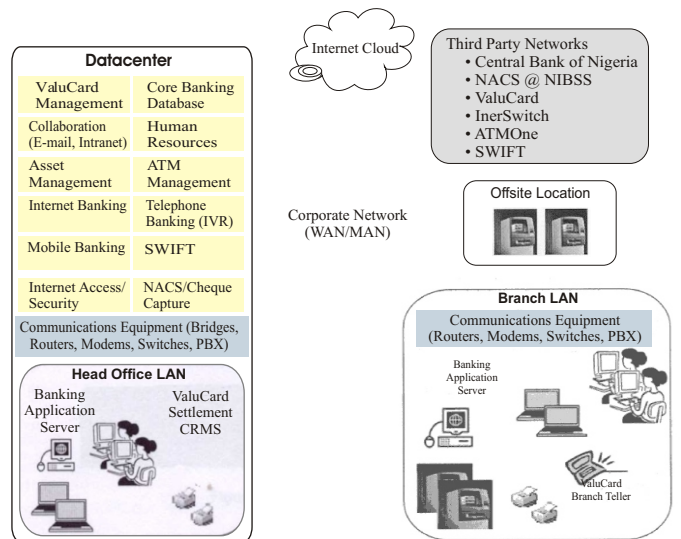 Datacenter
ValuCard
Management
Core Banking
Database
Collaboration
(E-mail, Intranet)
Human
Resources
Asset
Management
ATM
Management
Internet Banking
Telephone
Banking (IVR)
Mobile Banking
SWIFT
Internet Access/
Security
NACS/Cheque
Capture
Communications Equipment (Bridges,
Routers, Modems, Switches, PBX)
Head Office LAN
Banking
Application
Server
ValuCard
Settlement
CRMS
Internet Cloud
Corporate Network
(WAN/MAN)
Third Party Networks
• Central Bank of Nigeria
• NACS @ NIBSS
• ValuCard
• InerSwitch
• ATMOne
• SWIFT
Offsite Location
Branch LAN
Communications Equipment
(Routers, Modems, Switches, PBX)
Banking
Application
Server
ValuCard
Branch Teller